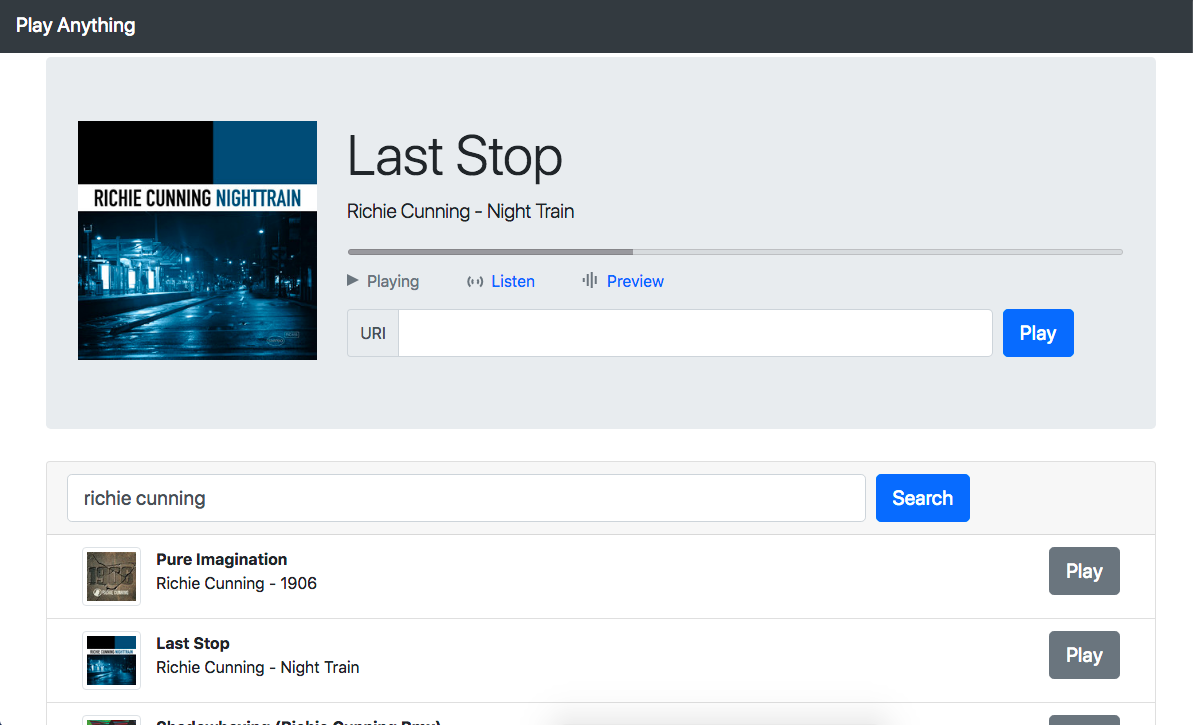 Play Anything
RICHIE CUNNING NIGHTTRAIN
Last Stop
Richie Cunning - Night Train
Playing
Listen
Preview
URI
Play
richie cunning
Search
1906
Pure Imagination
Richie Cunning - 1906
Play
RICHIE CUNNING NIGHTTRAIN
Last Stop
Richie Cunning - Night Train
Play
Shadowboxing (Richie Cunning Rmx)